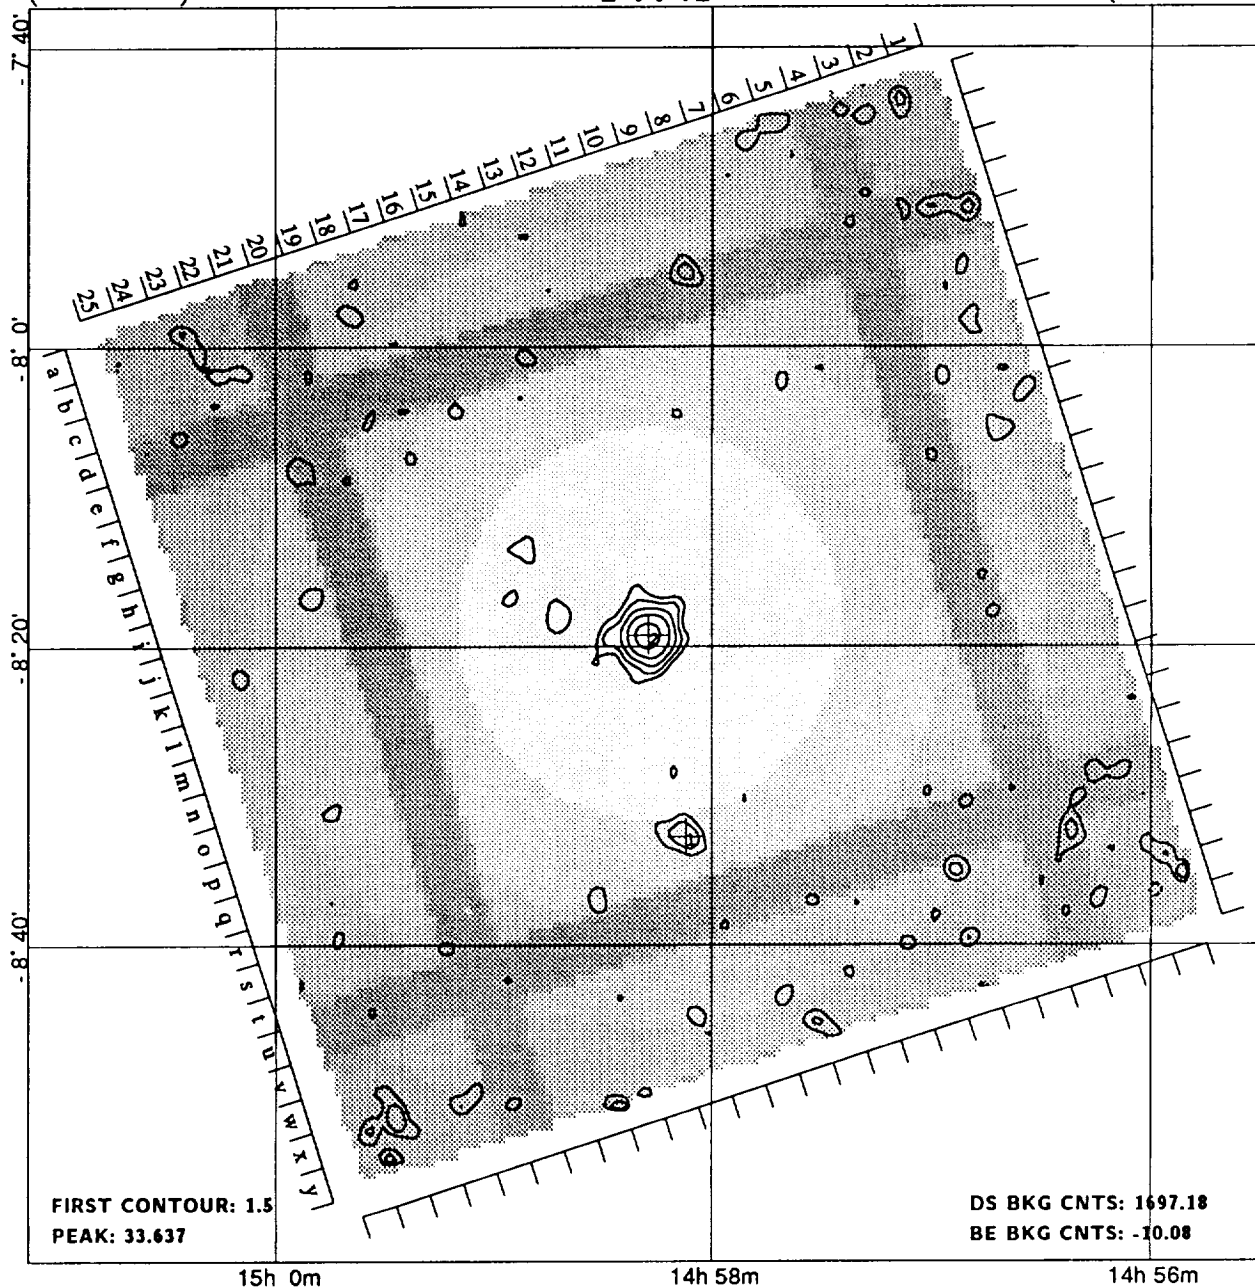 -7° 40'
1 2 3 4 5 6 7 8 9 10 11 12 13 14 15 16 17 18 19 20 21 22 23 24 25
-8° 0'
a b c d e f g h i j k l m n o p q r s t u v w x y
2
-8° 20'
1
-8° 40'
FIRST CONTOUR: 1.5
PEAK: 33.637
DS BKG CNTS: 1697.18
BE BKG CNTS: -10.08
15h 0m
14h 58m
14h 56m